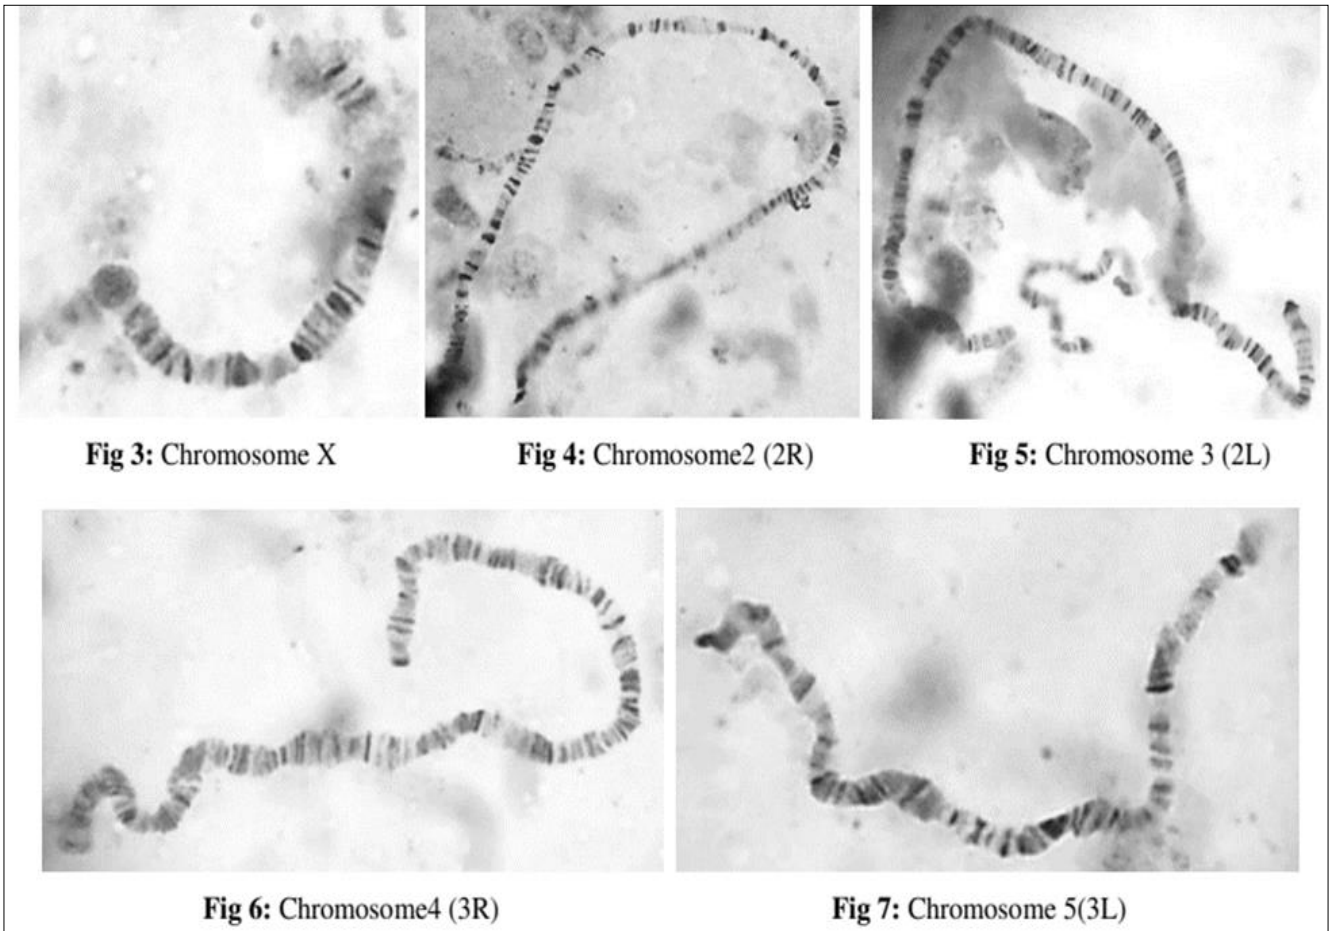 Fig 3: Chromosome X
Fig 4: Chromosome2 (2R)
Fig 5: Chromosome 3 (2L)
Fig 6: Chromosome4 (3R)
Fig 7: Chromosome 5(3L)